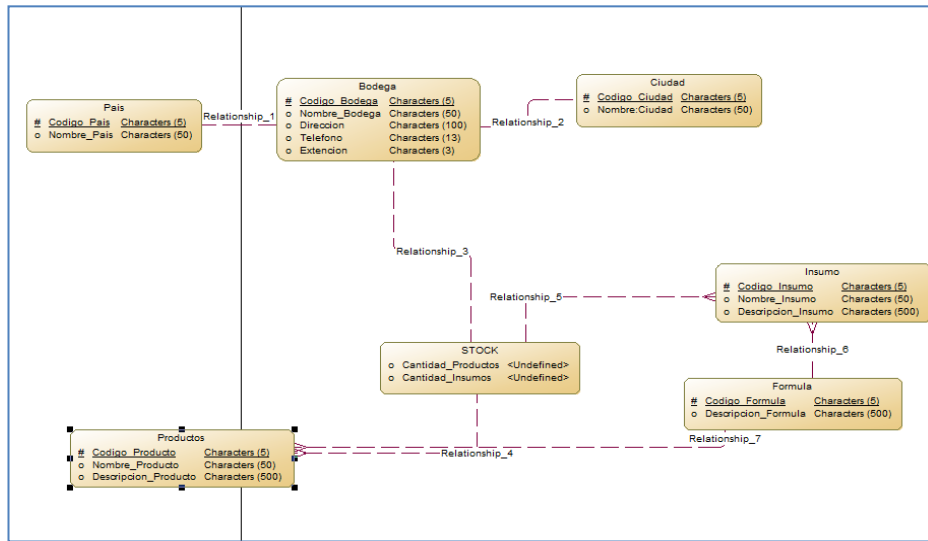 Pais
# Codigo_Pais Characters (5)
o Nombre_Pais Characters (50)
Relationship_1
Bodega
# Codigo_Bodega Characters (5)
o Nombre_Bodega Characters (50)
o Direccion Characters (100)
o Telefono Characters (13)
o Extencion Characters (3)
Relationship_2
Ciudad
# Codigo_Ciudad Characters (5)
o Nombre:Ciudad Characters (50)
Relationship_3
Relationship_5
Insumo
# Codigo_Insumo Characters (5)
o Nombre_Insumo Characters (50)
o Descripcion_Insumo Characters (500)
Relationship_6
STOCK
o Cantidad_Productos <Undefined>
o Cantidad_Insumos <Undefined>
Formula
# Codigo_Formula Characters (5)
o Descripcion_Formula Characters (500)
Relationship_7
Relationship_4
Productos
# Codigo_Producto Characters (5)
o Nombre_Producto Characters (50)
o Descripcion_Producto Characters (500)